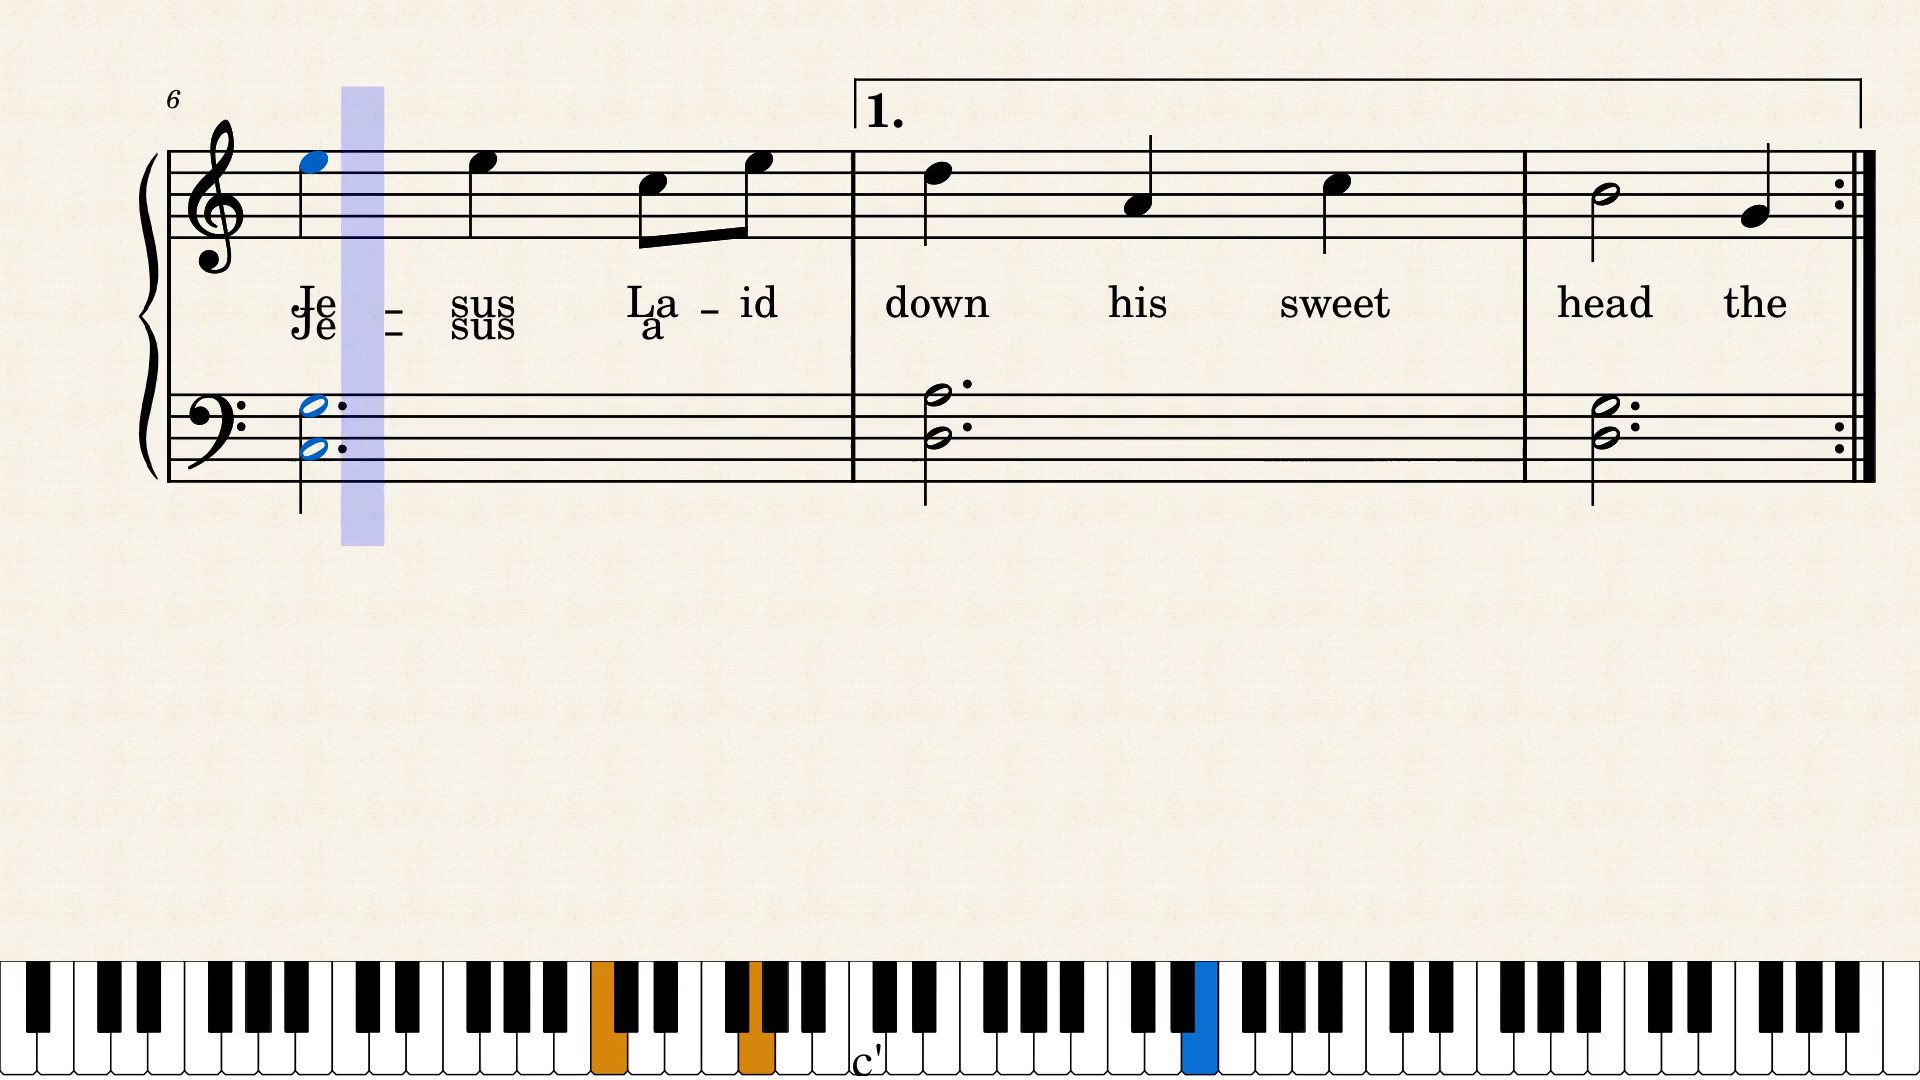 6
1.
Je – sus La – id down his sweet head the
Je – sus a
c'